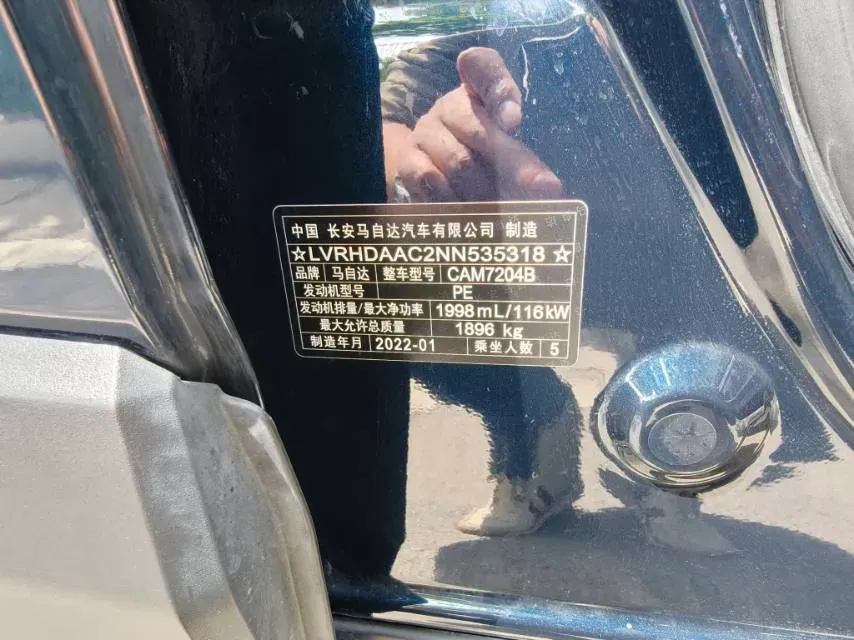 中国 长安马自达汽车有限公司 制造
☆LVRHDAAC2NN535318☆
品牌 马自达 整车型号 CAM7204B
发动机型号 PE
发动机排量/最大净功率 1998mL/116kW
最大允许总质量 1896 kg
制造年月 2022-01 乘坐人数 5